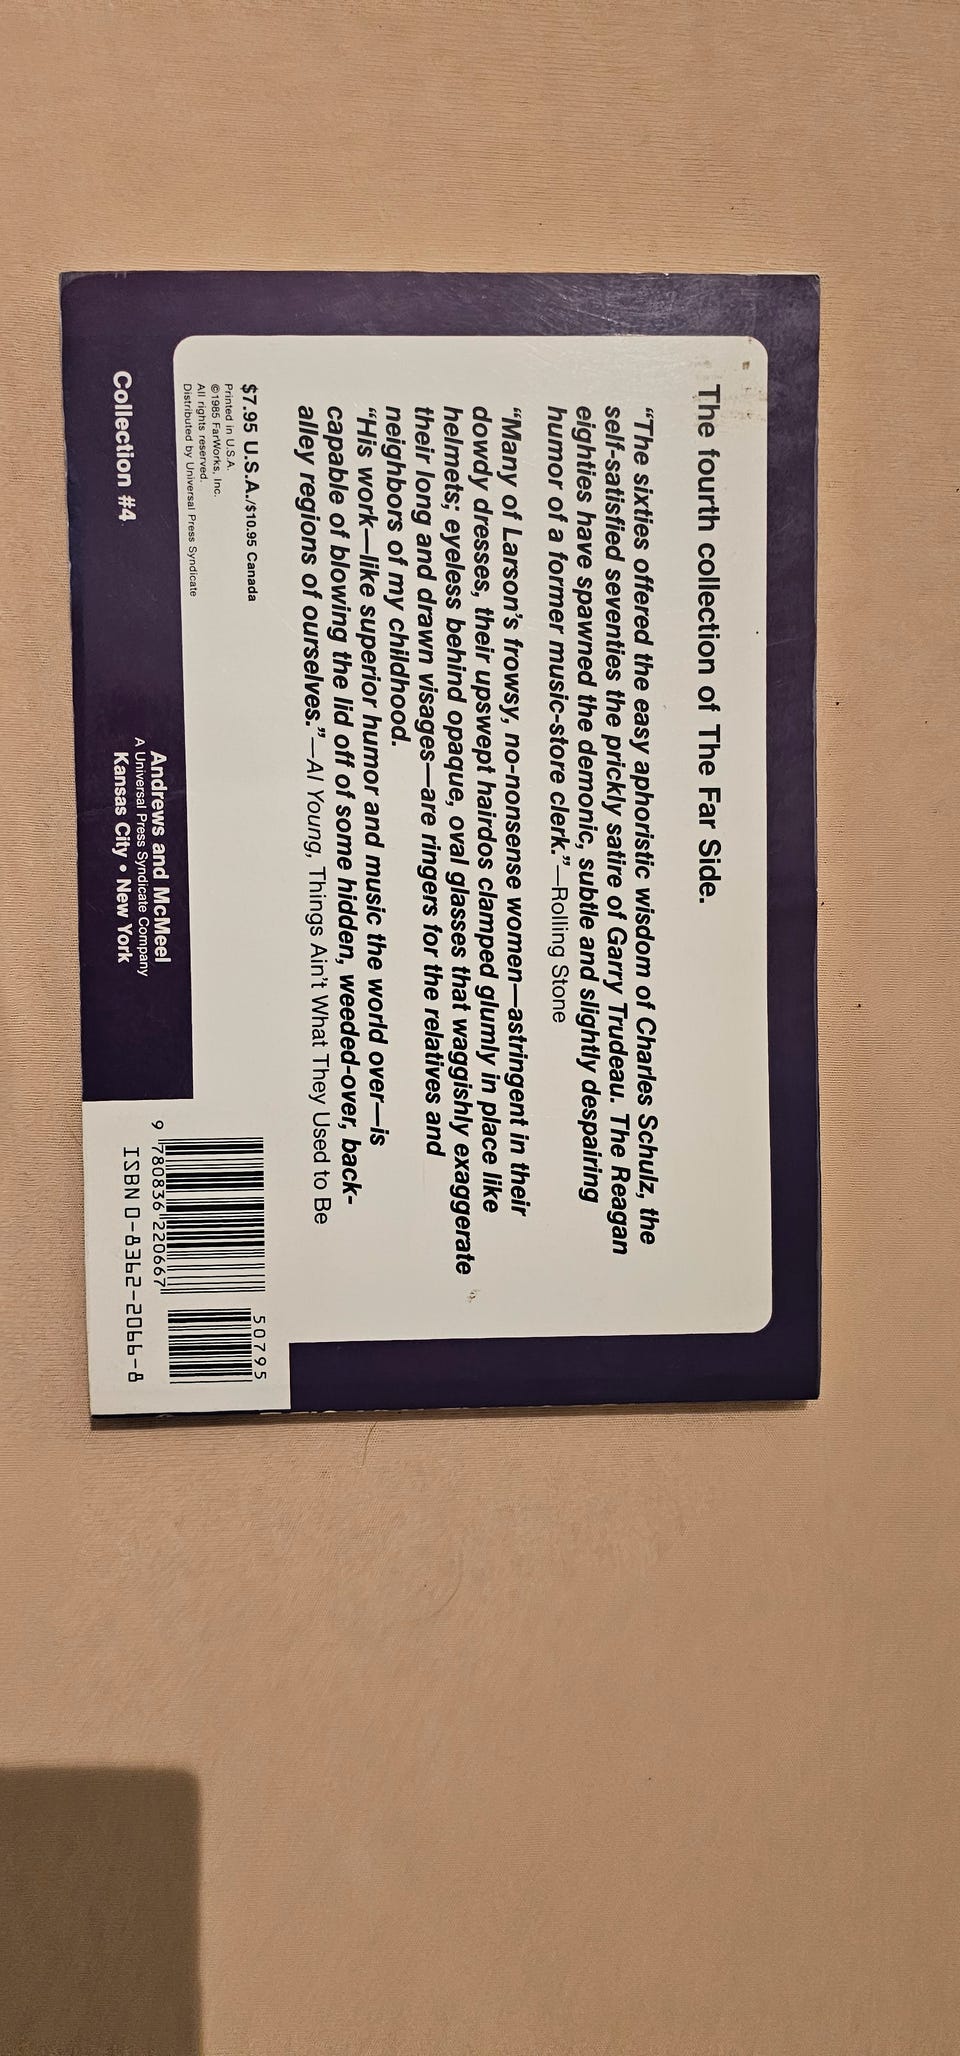 The fourth collection of The Far Side.
“The sixties offered the easy aphoristic wisdom of Charles Schulz, the
self-satisfied seventies the prickly satire of Garry Trudeau. The Reagan
eighties have spawned the demonic, subtle and slightly despairing
humor of a former music-store clerk.”—Rolling Stone
“Many of Larson’s frowsy, no-nonsense women—astringent in their
dowdy dresses, their upswept hairdos clamped glumly in place like
helmets; eyeless behind opaque, oval glasses that waggishly exaggerate
their long and drawn visages—are ringers for the relatives and
neighbors of my childhood.
“His work—like superior humor and music the world over—is
capable of blowing the lid off of some hidden, weeded-over, back-
alley regions of ourselves.”—Al Young, Things Ain’t What They Used to Be
$7.95 U.S.A./$10.95 Canada
Printed in U.S.A.
©1985 FarWorks, Inc.
All rights reserved.
Distributed by Universal Press Syndicate
Collection #4
Andrews and McMeel
A Universal Press Syndicate Company
Kansas City • New York
50795
9 780836 220667
ISBN 0-8362-2066-8